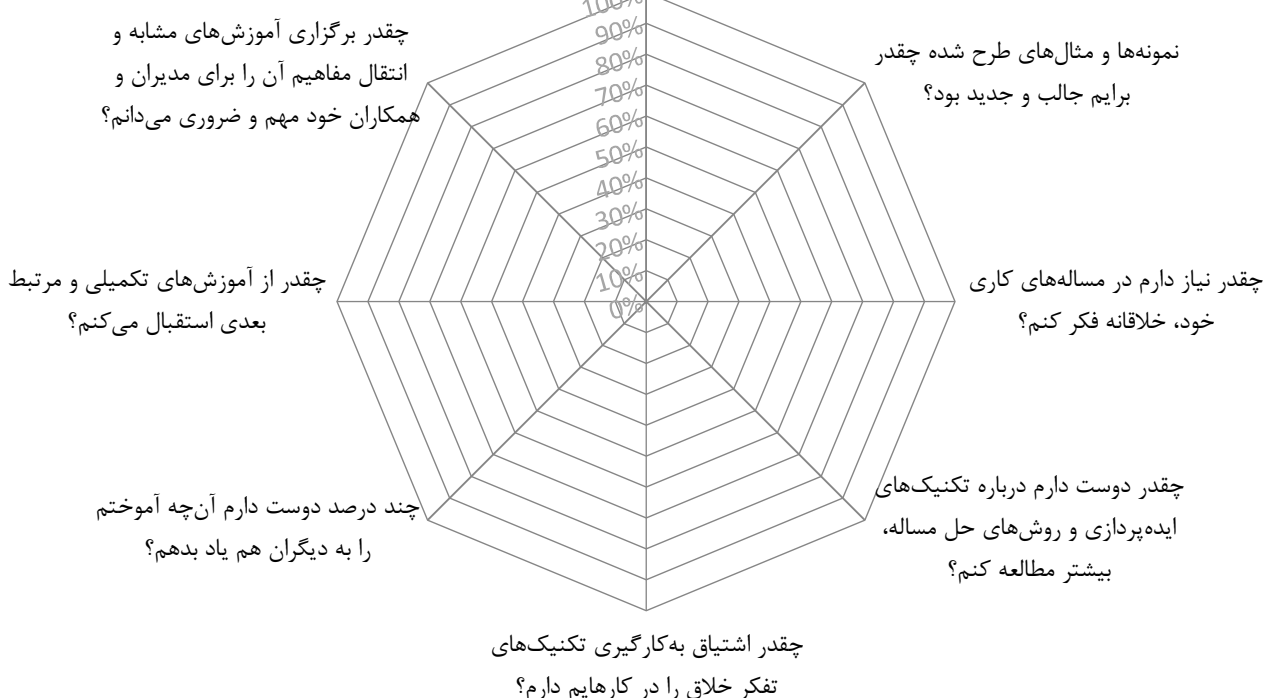 100%
90%
80%
70%
60%
50%
40%
30%
20%
10%
0%
نمونه‌ها و مثال‌های طرح شده چقدر
برایم جالب و جدید بود؟
چقدر نیاز دارم در مساله‌های کاری
خود، خلاقانه فکر کنم؟
چقدر دوست دارم درباره تکنیک‌های
ایده‌پردازی و روش‌های حل مساله،
بیشتر مطالعه کنم؟
چقدر اشتیاق به‌کارگیری تکنیک‌های
تفکر خلاق را در کارهایم دارم؟
چند درصد دوست دارم آن‌چه آموختم
را به دیگران هم یاد بدهم؟
چقدر از آموزش‌های تکمیلی و مرتبط
بعدی استقبال می‌کنم؟
چقدر برگزاری آموزش‌های مشابه و
انتقال مفاهیم آن را برای مدیران و
همکاران خود مهم و ضروری می‌دانم؟